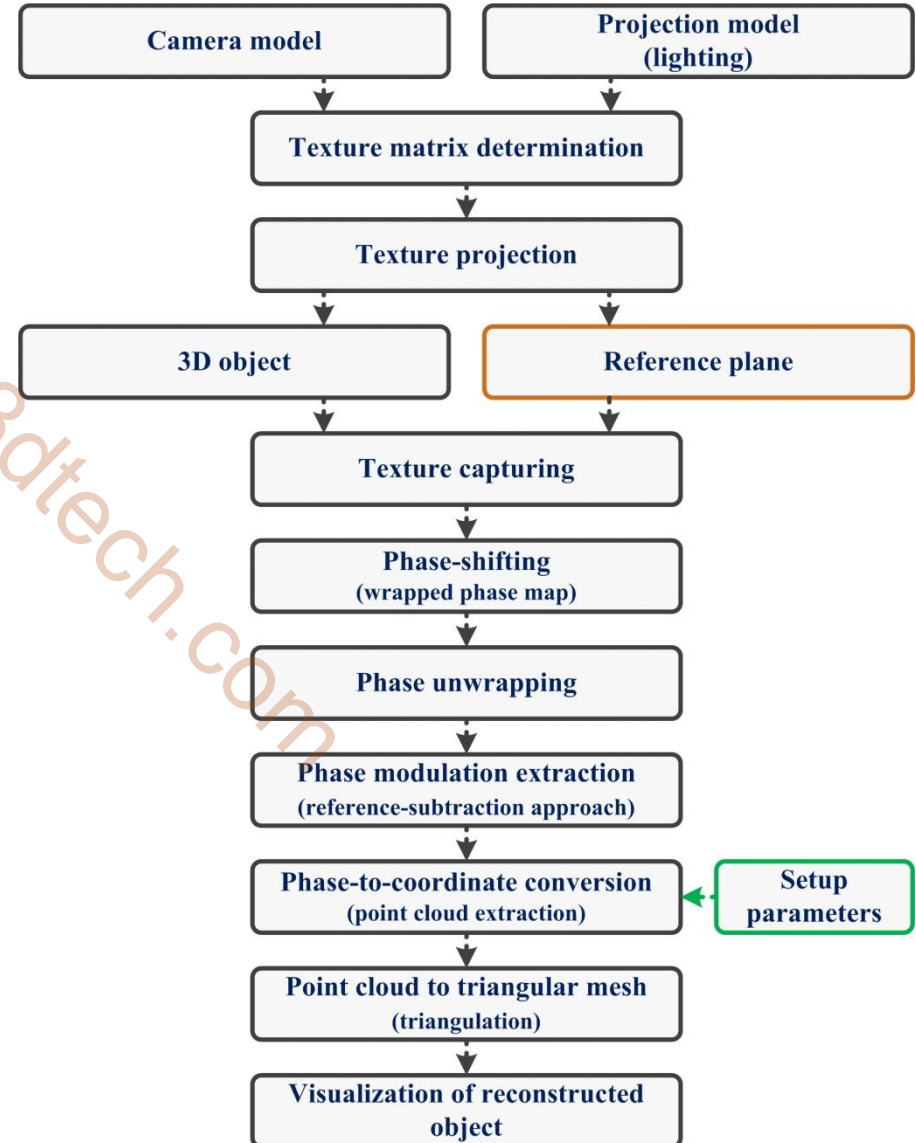 Camera model
Projection model
(lighting)
Texture matrix determination
Texture projection
3D object
Reference plane
Texture capturing
Phase-shifting
(wrapped phase map)
Phase unwrapping
Phase modulation extraction
(reference-subtraction approach)
Phase-to-coordinate conversion
(point cloud extraction)
Setup
parameters
Point cloud to triangular mesh
(triangulation)
Visualization of reconstructed
object
3dtech.com